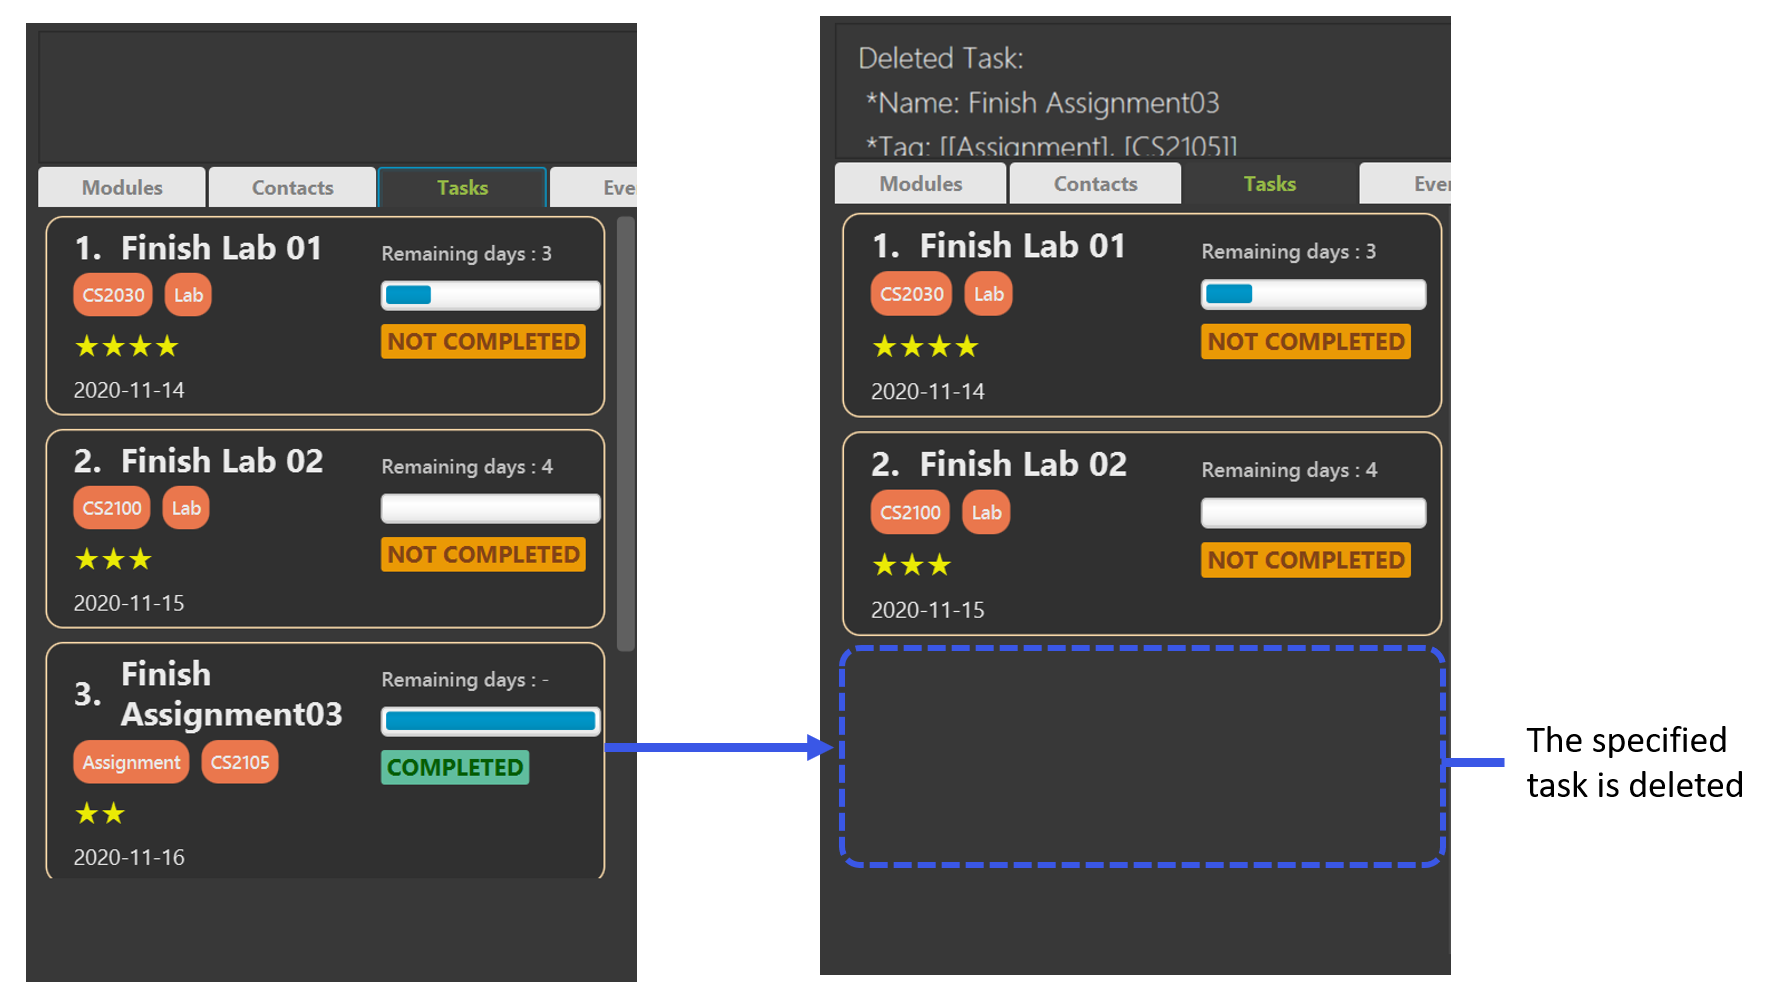 Modules Contacts Tasks Eve
1. Finish Lab 01
Remaining days : 3
CS2030 Lab
NOT COMPLETED
★★★★
2020-11-14
2. Finish Lab 02
Remaining days : 4
CS2100 Lab
NOT COMPLETED
★★★
2020-11-15
3. Finish
Assignment03
Remaining days : -
Assignment CS2105
COMPLETED
★★
2020-11-16
Deleted Task:
*Name: Finish Assignment03
*Tag: [[Assignment], [CS2105]]
Modules Contacts Tasks Ever
1. Finish Lab 01
Remaining days : 3
CS2030 Lab
NOT COMPLETED
★★★★
2020-11-14
2. Finish Lab 02
Remaining days : 4
CS2100 Lab
NOT COMPLETED
★★★
2020-11-15
The specified
task is deleted